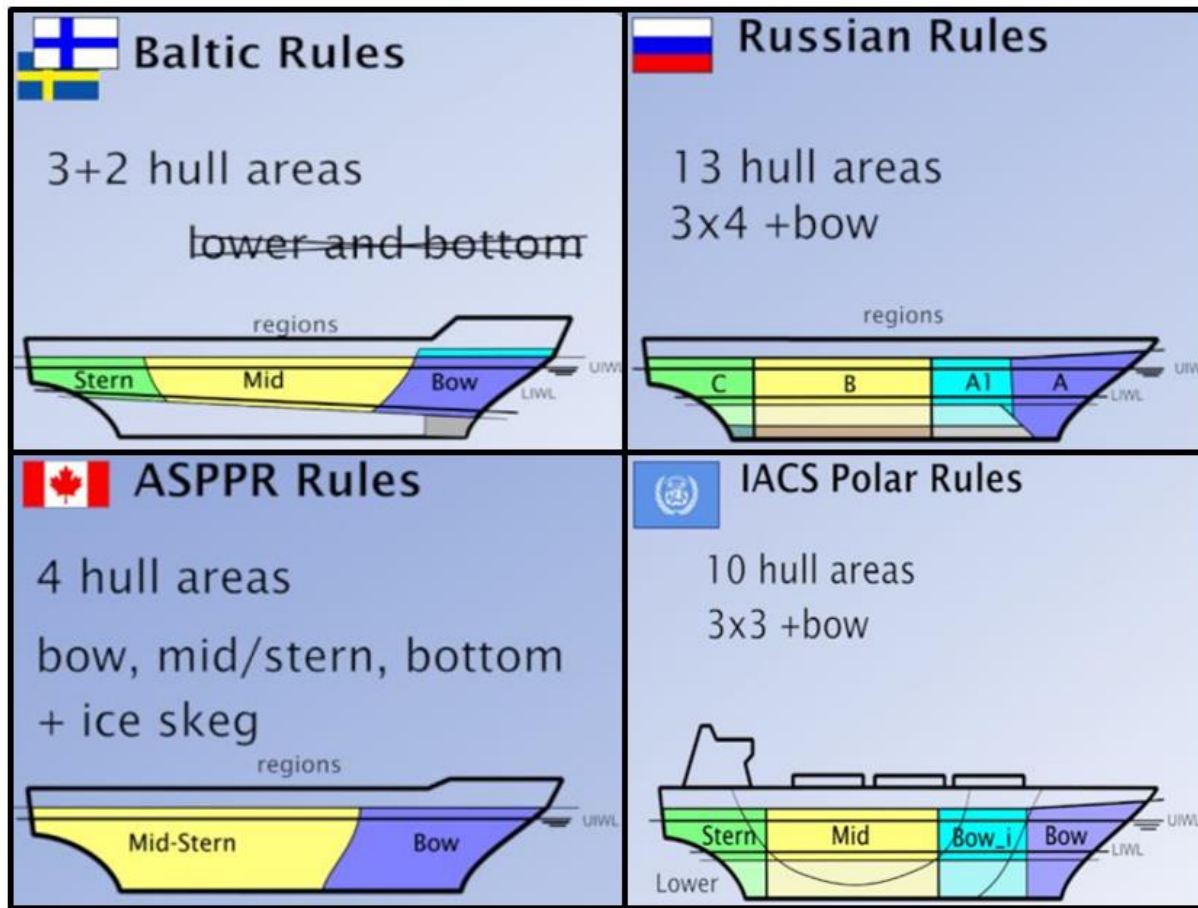 Baltic Rules
3+2 hull areas
lower and bottom
regions
Stern
Mid
Bow
UIWL
LIWL
Russian Rules
13 hull areas
3x4 +bow
regions
C
B
A1
A
UIWL
LIWL
ASPPR Rules
4 hull areas
bow, mid/stern, bottom
+ ice skeg
regions
Mid-Stern
Bow
UIWL
IACS Polar Rules
10 hull areas
3x3 +bow
Stern
Mid
Bow_i
Bow
UIWL
LIWL
Lower